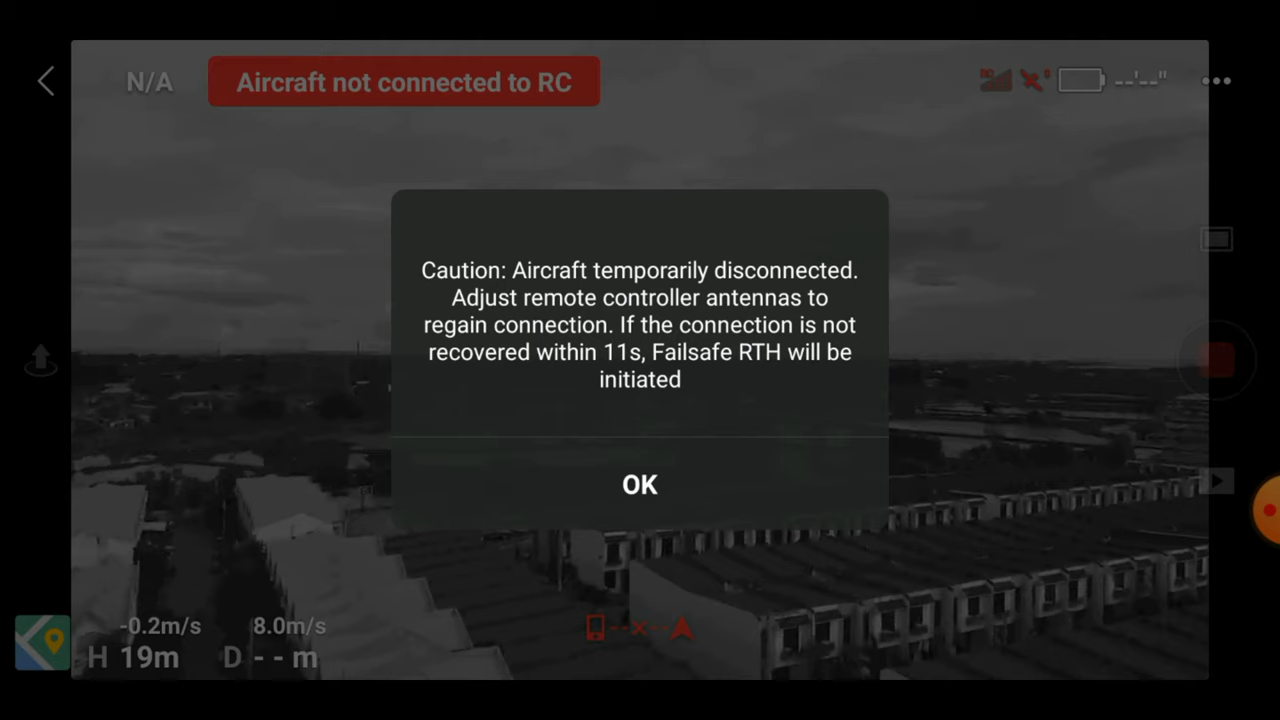 N/A
Aircraft not connected to RC
--'--"
Caution: Aircraft temporarily disconnected.
Adjust remote controller antennas to
regain connection. If the connection is not
recovered within 11s, Failsafe RTH will be
initiated
OK
-0.2m/s 8.0m/s
H 19m D - - m